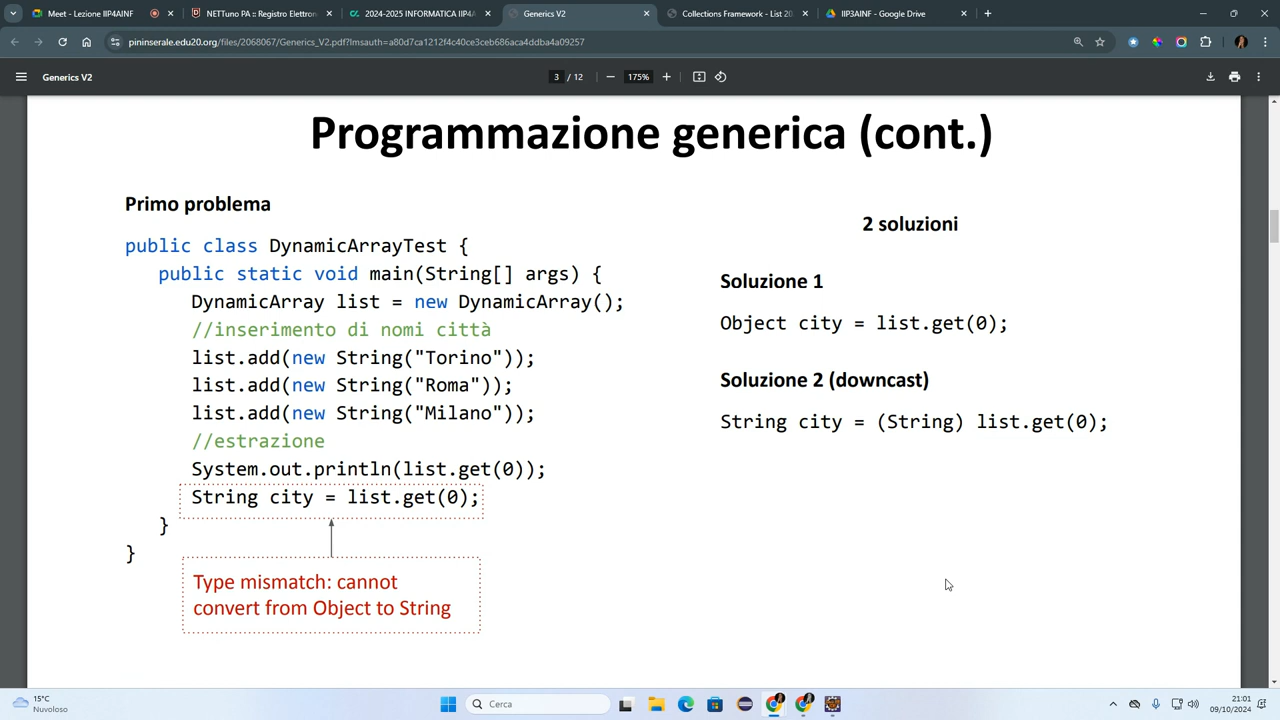 Meet - Lezione IIP4AINF
NETTuno PA :: Registro Elettron
2024-2025 INFORMATICA IIP4A
Generics V2
Collections Framework - List 20
IIP3AINF - Google Drive
pininserale.edu20.org/files/2068067/Generics_V2.pdf?lmsauth=a80d7ca1212f4c40ce3ceb686aca4ddba4a09257
Generics V2
3 / 12
175%
Programmazione generica (cont.)
Primo problema
public class DynamicArrayTest {
public static void main(String[] args) {
DynamicArray list = new DynamicArray();
//inserimento di nomi città
list.add(new String("Torino"));
list.add(new String("Roma"));
list.add(new String("Milano"));
//estrazione
System.out.println(list.get(0));
String city = list.get(0);
}
}
Type mismatch: cannot
convert from Object to String
2 soluzioni
Soluzione 1
Object city = list.get(0);
Soluzione 2 (downcast)
String city = (String) list.get(0);
15°C
Nuvoloso
Cerca
21:01
09/10/2024